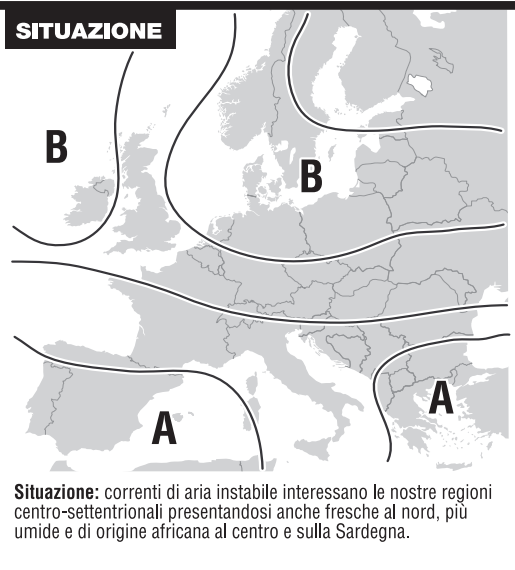 SITUAZIONE
B
B
A
A
Situazione: correnti di aria instabile interessano le nostre regioni
centro-settentrionali presentandosi anche fresche al nord, più
umide e di origine africana al centro e sulla Sardegna.